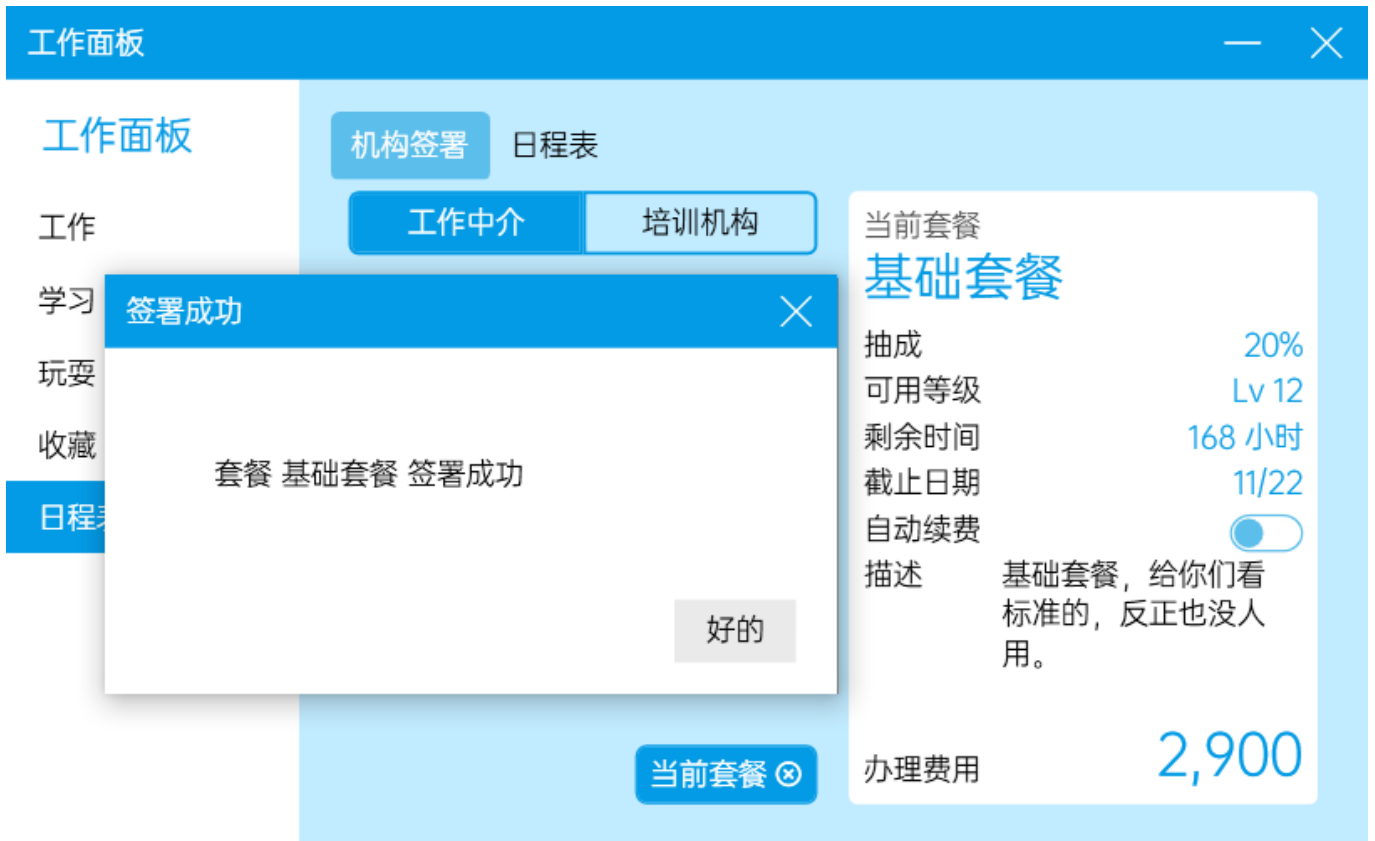 工作面板
工作面板
机构签署 日程表
工作
工作中介 培训机构
学习
玩耍
收藏
日程
签署成功
套餐 基础套餐 签署成功
好的
当前套餐
当前套餐
基础套餐
抽成 20%
可用等级 Lv 12
剩余时间 168 小时
截止日期 11/22
自动续费
描述 基础套餐，给你们看
标准的，反正也没人
用。
办理费用 2,900